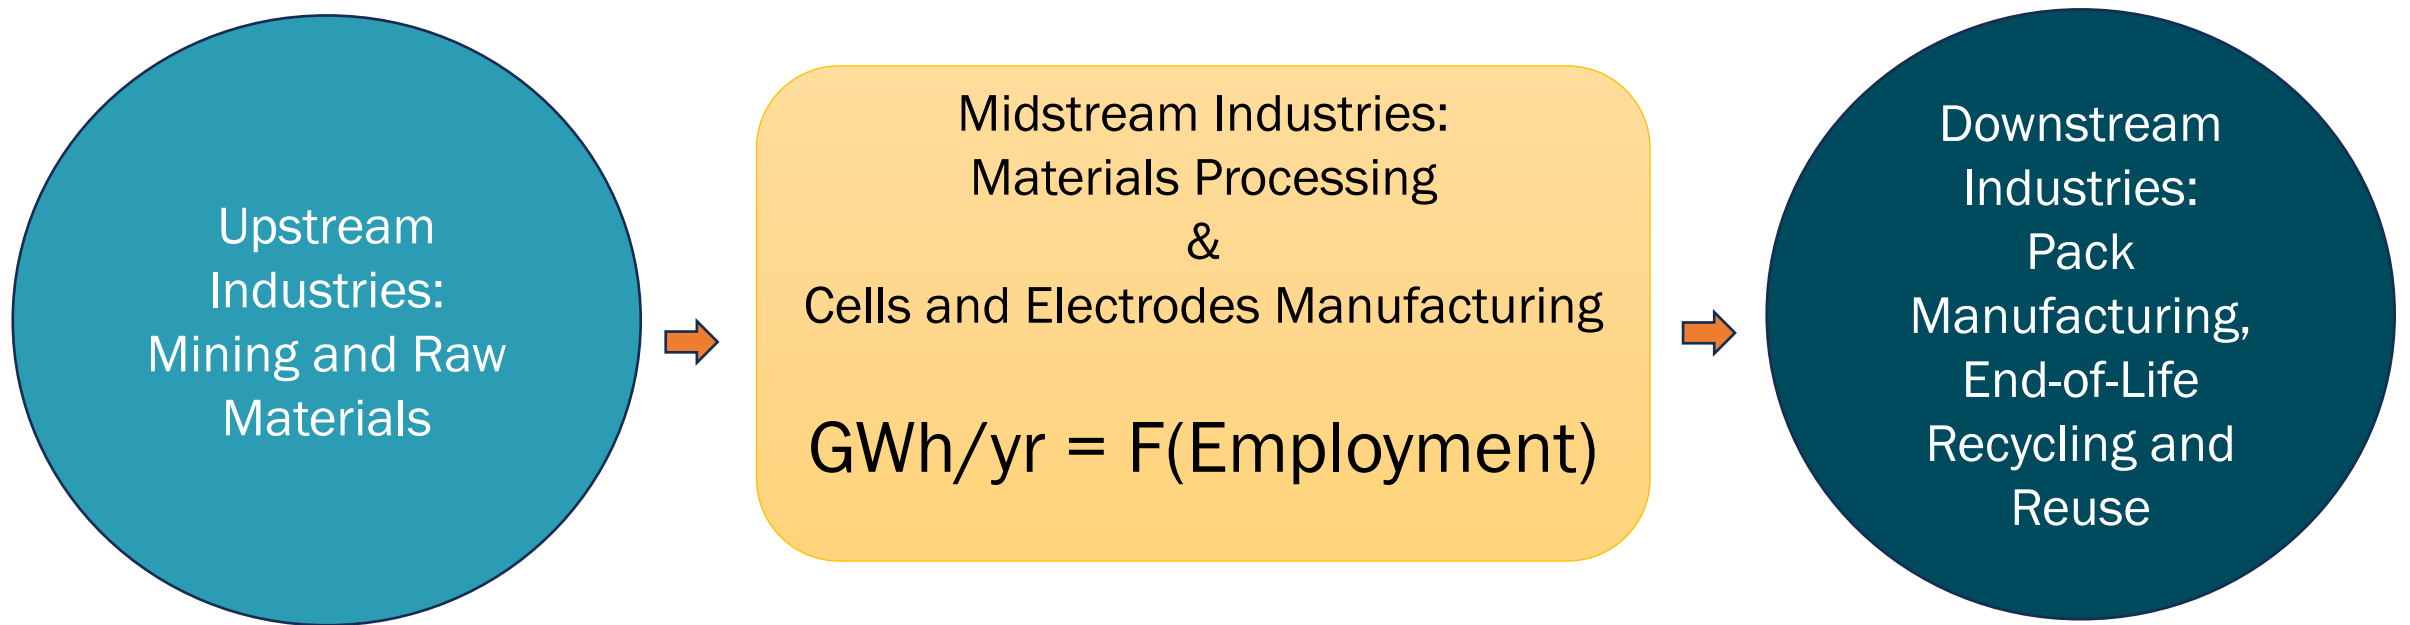 Upstream
Industries:
Mining and Raw
Materials
Midstream Industries:
Materials Processing
&
Cells and Electrodes Manufacturing
GWh/yr = F(Employment)
Downstream
Industries:
Pack
Manufacturing,
End-of-Life
Recycling and
Reuse